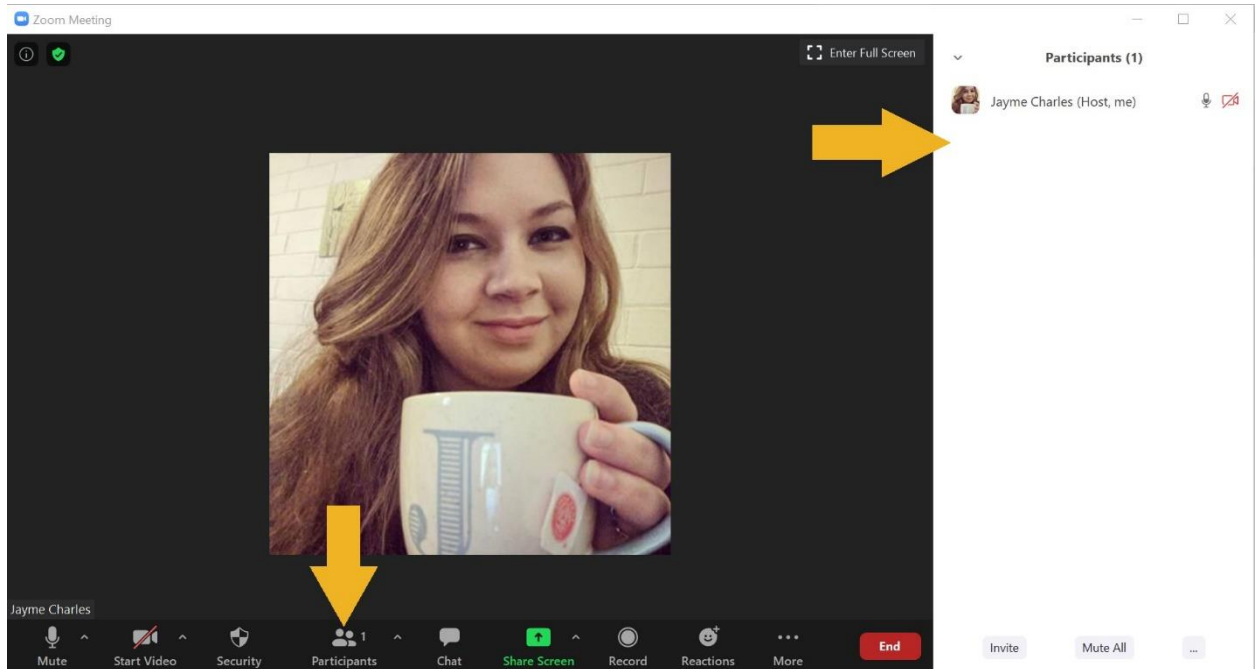 Zoom Meeting
Enter Full Screen
Participants (1)
Jayme Charles (Host, me)
J
Jayme Charles
1
Mute
Start Video
Security
Participants
Chat
Share Screen
Record
Reactions
More
End
Invite
Mute All
...